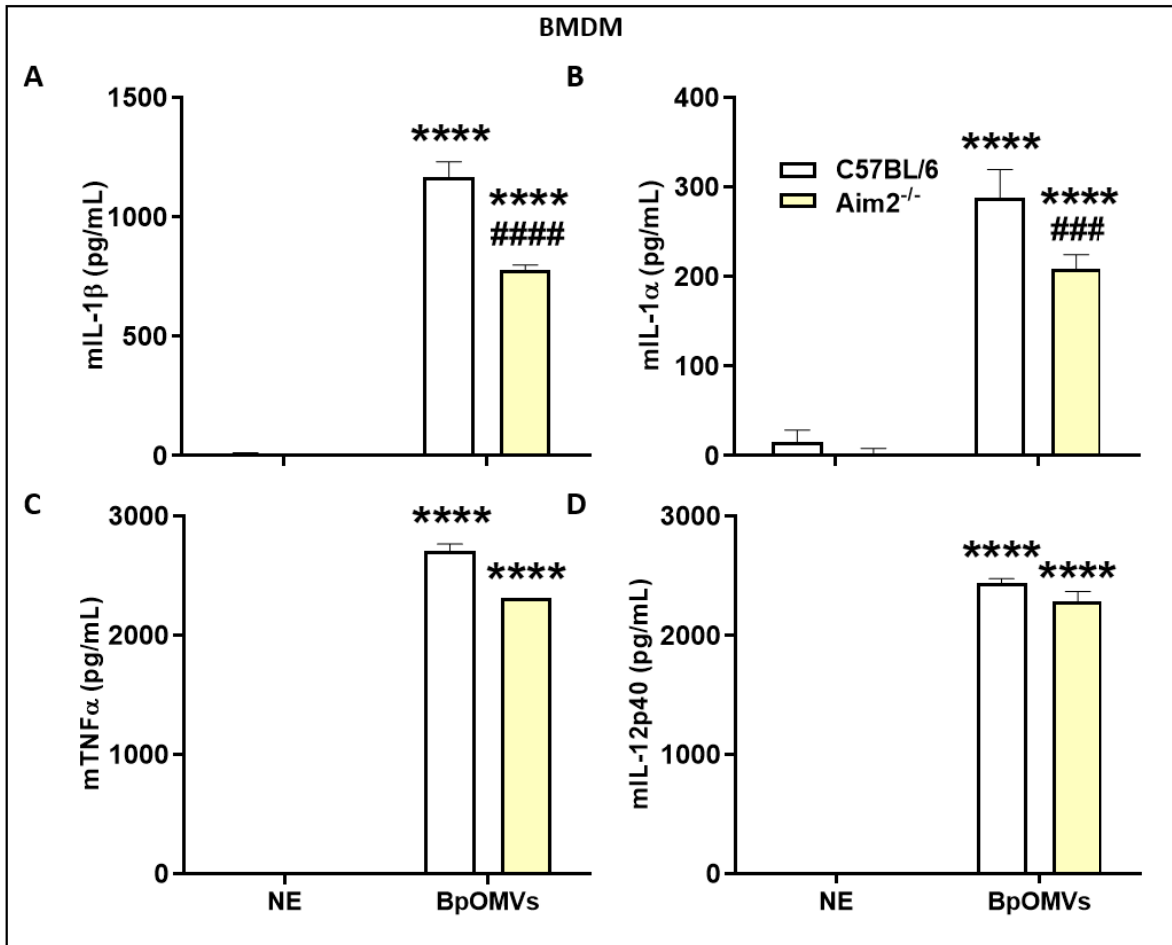 BMDM
A
mIL-1β (pg/mL)
1500
1000
500
0
****
****
####
B
mIL-1α (pg/mL)
400
300
200
100
0
C57BL/6
Aim2-/-
****
****
###
C
mTNFα (pg/mL)
3000
2000
1000
0
****
****
NE
BpOMVs
D
mIL-12p40 (pg/mL)
3000
2000
1000
0
****
****
NE
BpOMVs